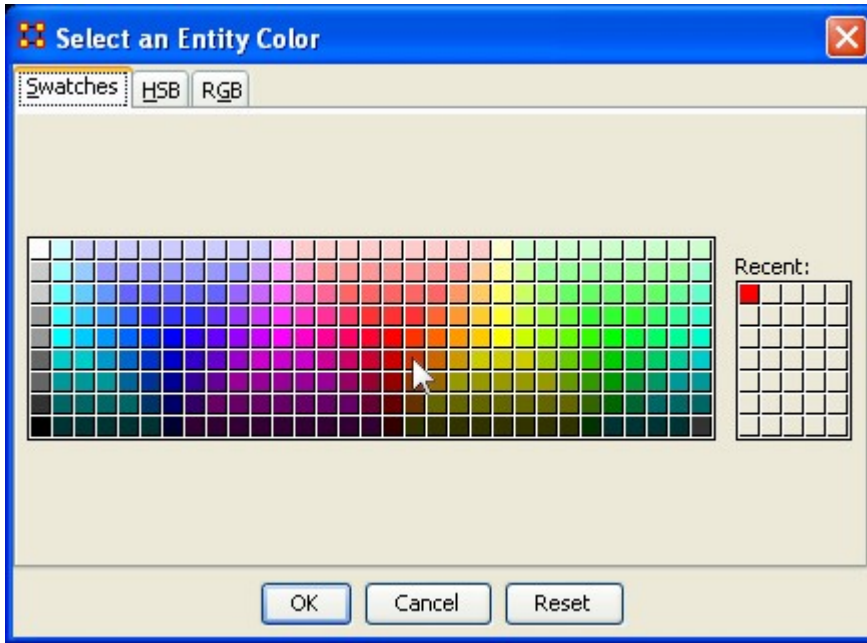 Select an Entity Color
Swatches HSB RGB
Recent:
OK Cancel Reset